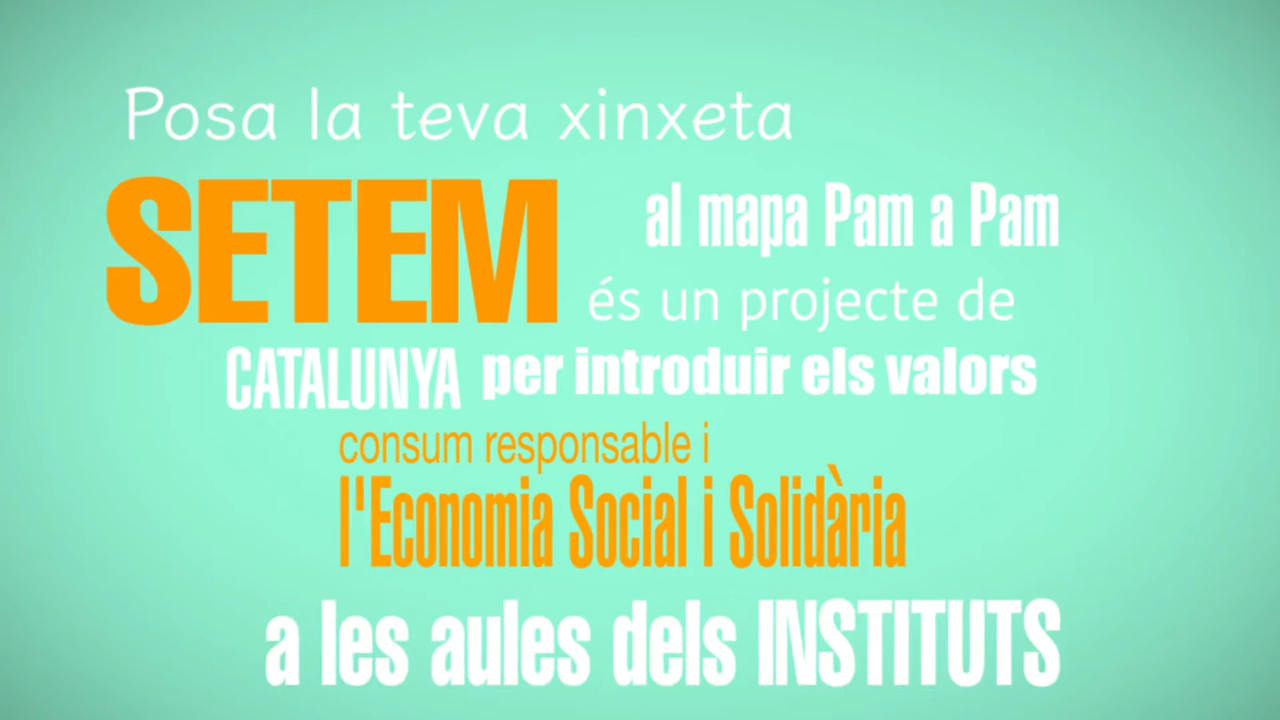 Posa la teva xinxeta
al mapa Pam a Pam
és un projecte de
SETEM
CATALUNYA
per introduir els valors
consum responsable i
l'Economia Social i Solidària
a les aules dels INSTITUTS